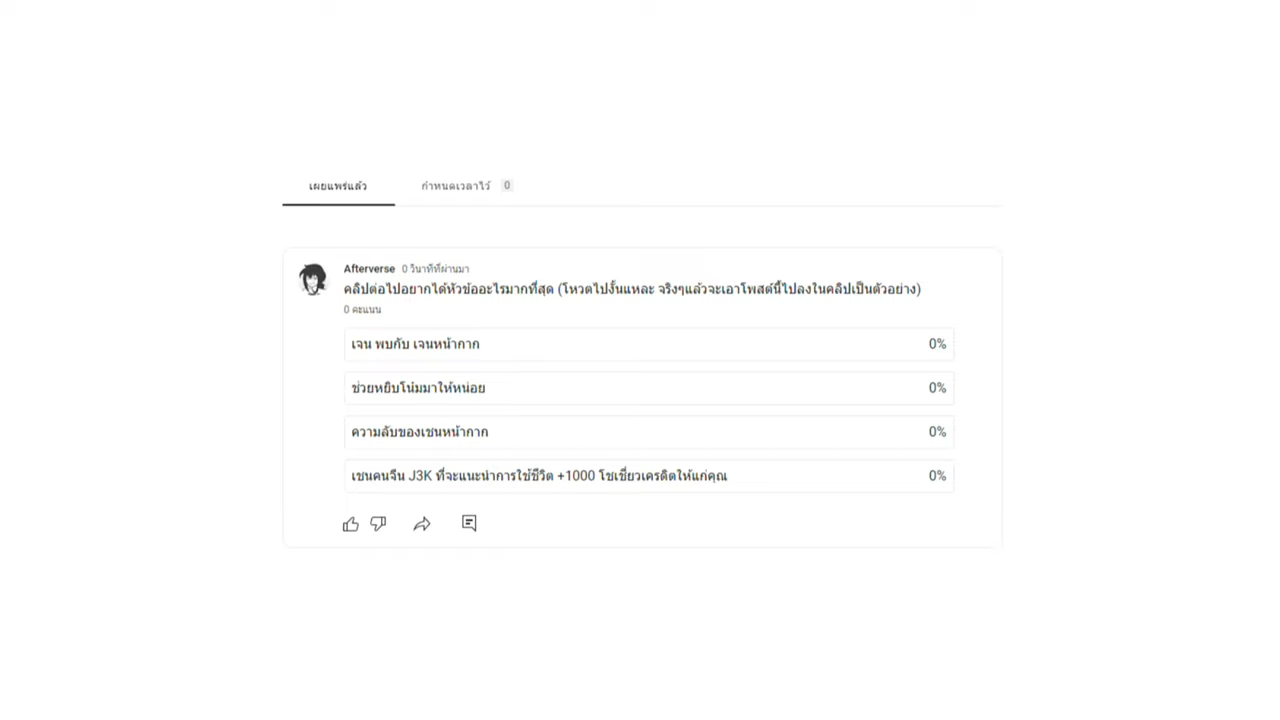 เผยแพร่แล้ว
กำหนดเวลาไว้ 0
Afterverse 0 วินาทีที่ผ่านมา
คลิปต่อไปอยากได้หัวข้ออะไรมากที่สุด (โหวตไปงั้นแหละ จริงๆแล้วจะเอาโพสต์นี้ไปลงในคลิปเป็นตัวอย่าง)
0 คะแนน
เจน พบกับ เจนหน้ากาก 0%
ช่วยหยิบโน่มมาให้หน่อย 0%
ความลับของเชนหน้ากาก 0%
เชนคนจีน J3K ที่จะแนะนำการใช้ชีวิต +1000 โซเชี่ยวเครดิตให้แก่คุณ 0%